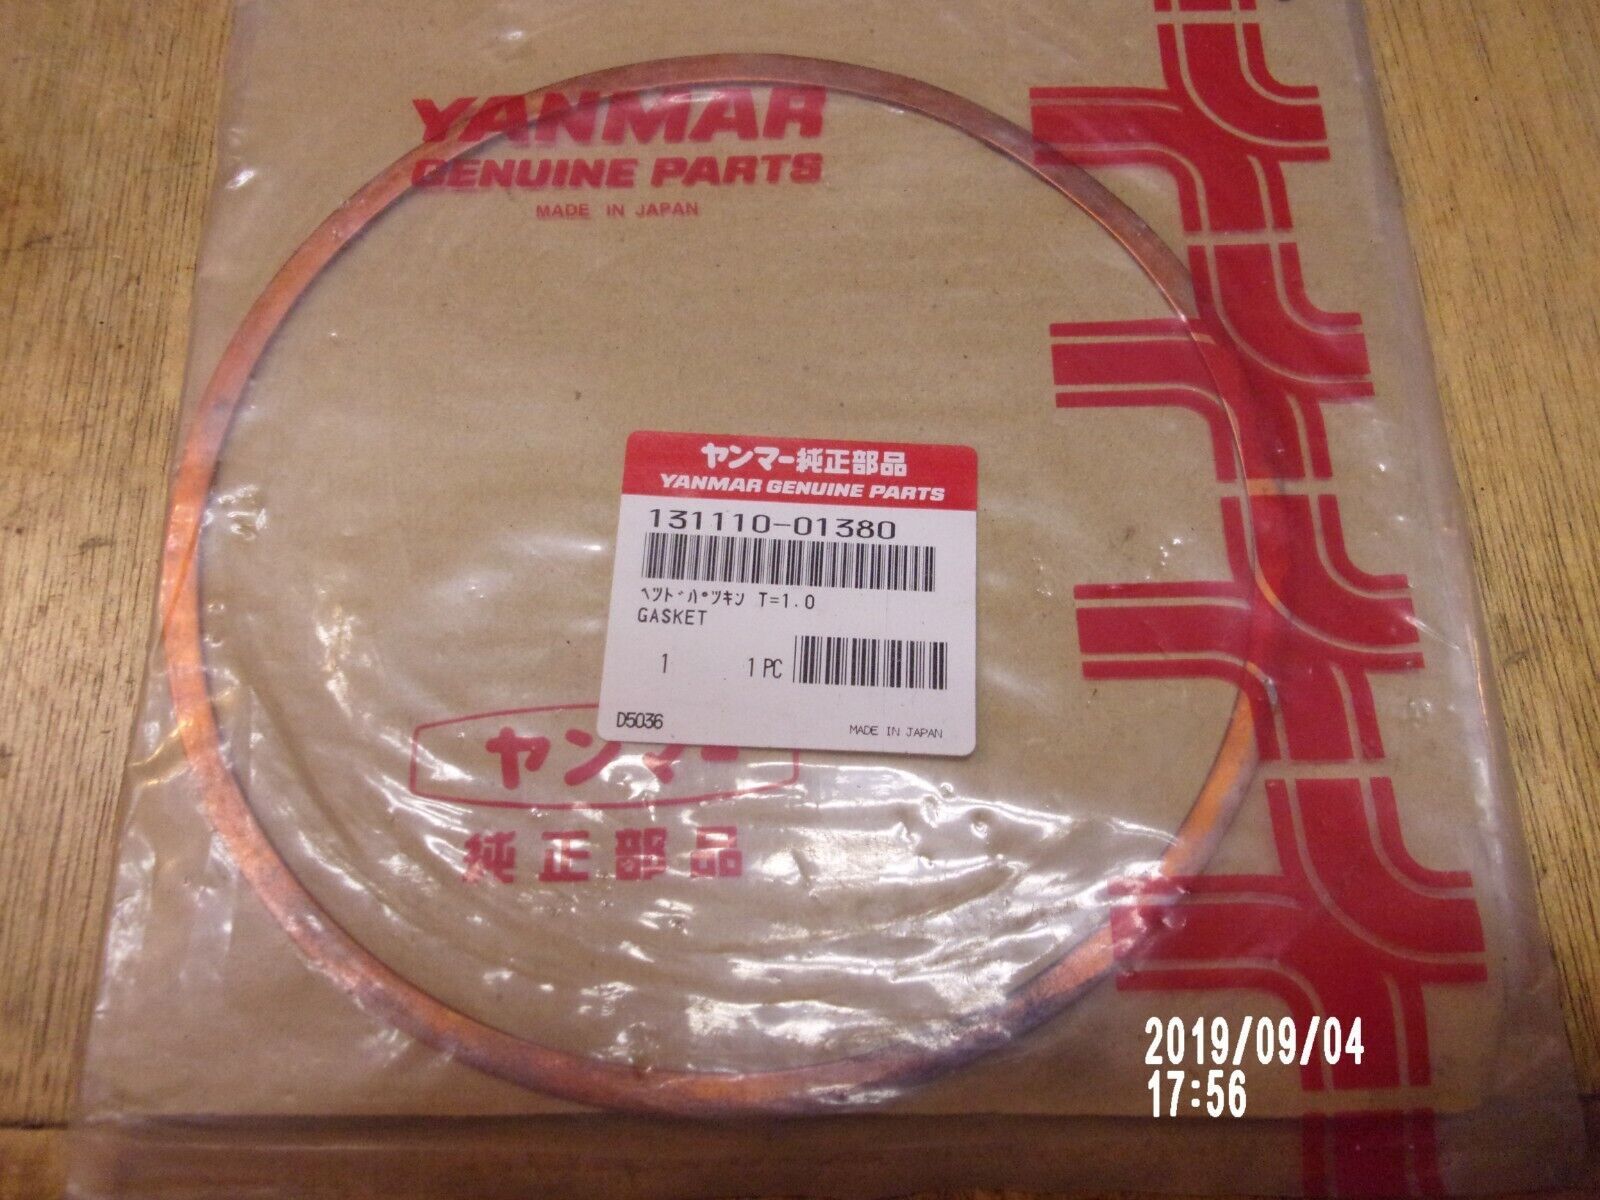 YANMAR
GENUINE PARTS
MADE IN JAPAN
ヤンマー純正部品
YANMAR GENUINE PARTS
131110-01380
ﾍﾂﾄﾞﾊﾟﾂｷﾝ T=1.0
GASKET
1 1 PC
D5036 MADE IN JAPAN
ヤンマー
純正部品
2019/09/04
17:56